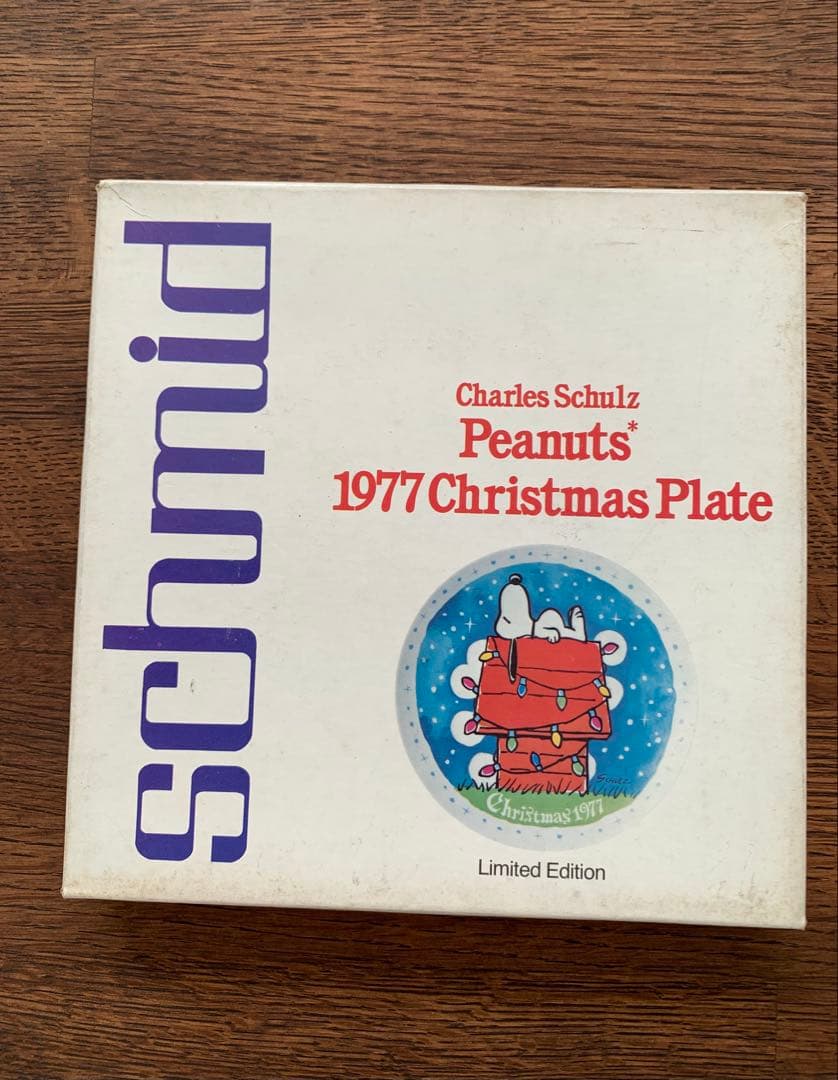 schmid
Charles Schulz
Peanuts*
1977 Christmas Plate
SCHULZ
Christmas 1977
Limited Edition